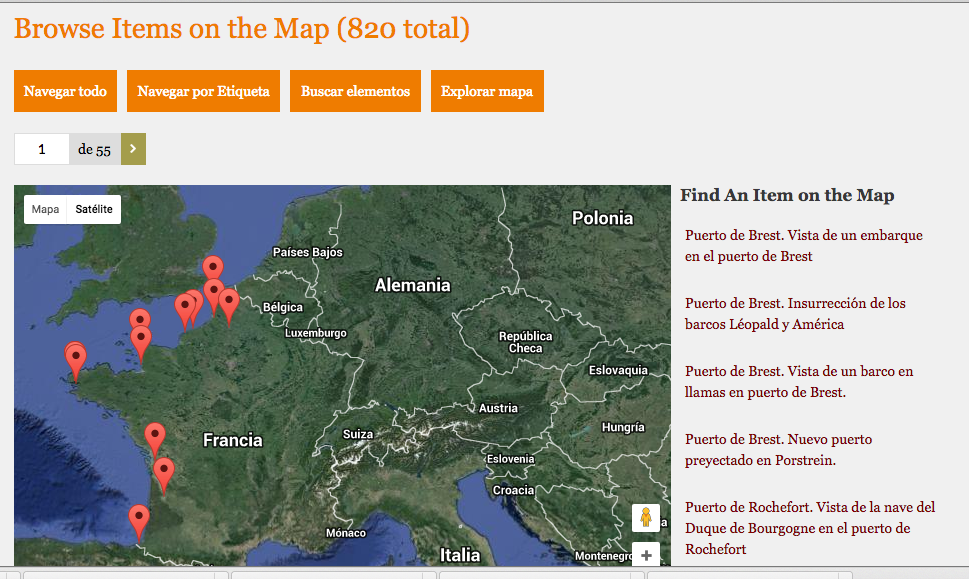 Browse Items on the Map (820 total)
Navegar todo
Navegar por Etiqueta
Buscar elementos
Explorar mapa
1
de 55
Mapa
Satélite
Polonia
Países Bajos
Alemania
Bélgica
Luxemburgo
República
Checa
Eslovaquia
Austria
Hungría
Suiza
Francia
Eslovenia
Croacia
Mónaco
Italia
Montenegro
a
Find An Item on the Map
Puerto de Brest. Vista de un embarque
en el puerto de Brest
Puerto de Brest. Insurrección de los
barcos Léopald y América
Puerto de Brest. Vista de un barco en
llamas en puerto de Brest.
Puerto de Brest. Nuevo puerto
preyectado en Porstrein.
Puerto de Rochefort. Vista de la nave del
Duque de Bourgogne en el puerto de
Rochefort